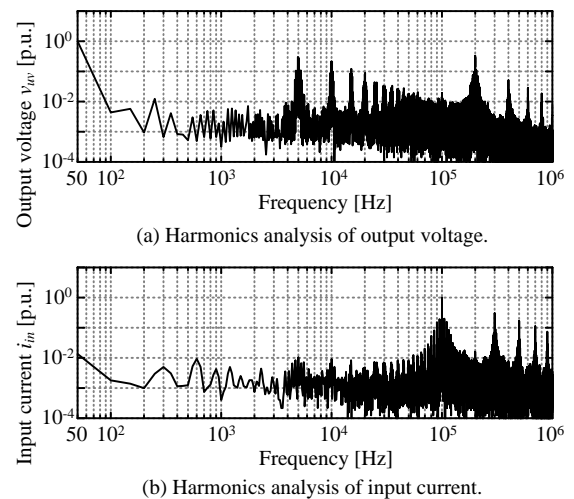 Output voltage v_uv [p.u.]
10^0
10^-2
10^-4
50 10^2 10^3 10^4 10^5 10^6
Frequency [Hz]
(a) Harmonics analysis of output voltage.
Input current i_in [p.u.]
10^0
10^-2
10^-4
50 10^2 10^3 10^4 10^5 10^6
Frequency [Hz]
(b) Harmonics analysis of input current.